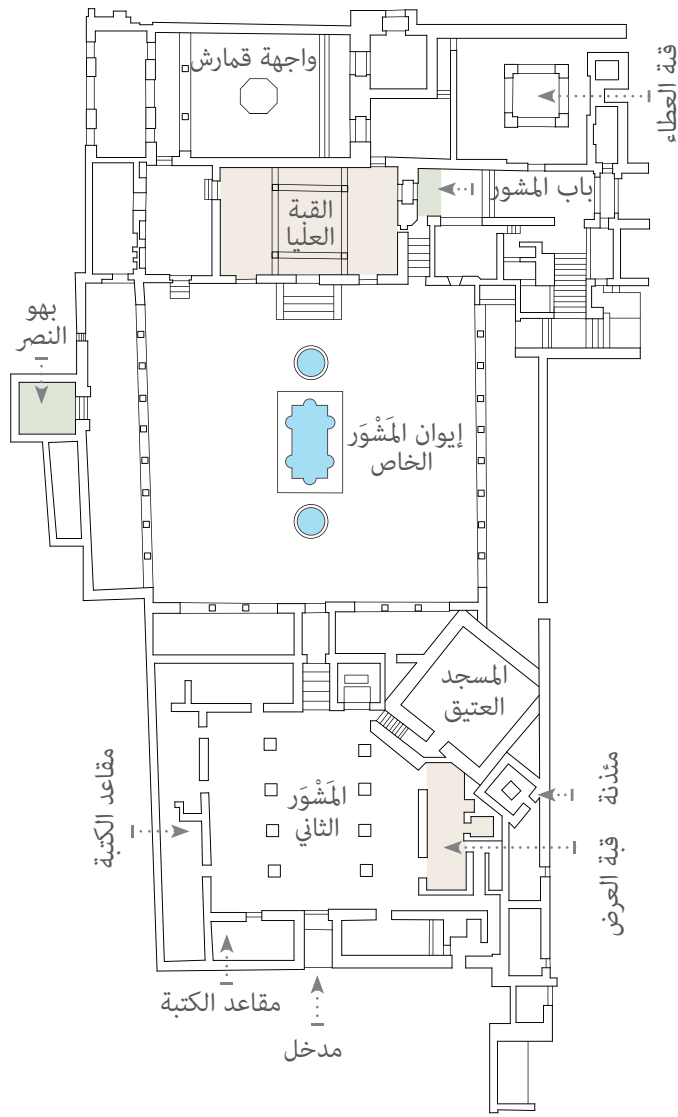 واجهة قمارش
قبة العطاء
القبة
العليا
باب المشور
بهو
النصر
إيوان المَشْوَر
الخاص
المسجد
العتيق
مقاعد الكتبة
المَشْوَر
الثاني
مئذنة
قبة العرض
مقاعد الكتبة
مدخل